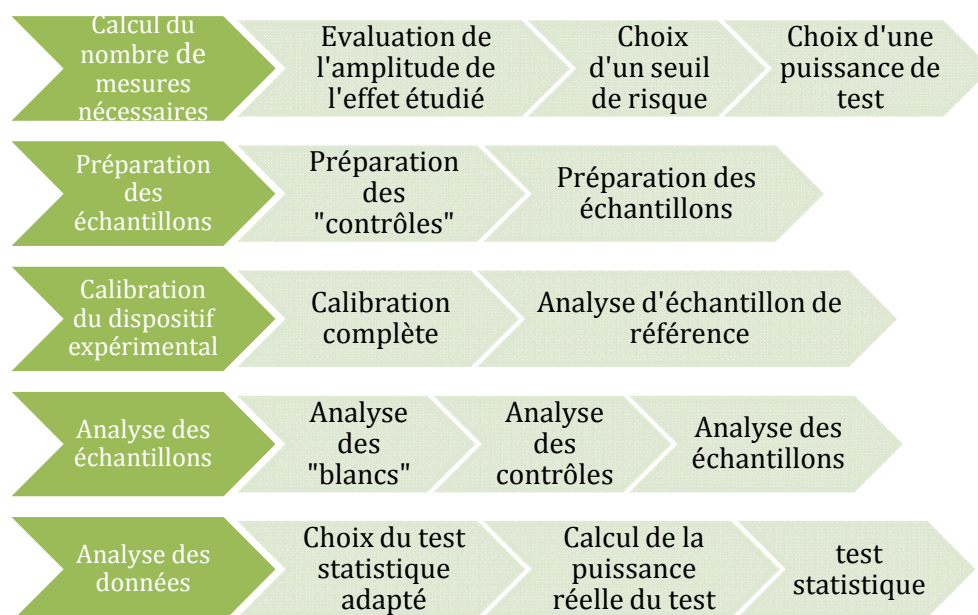 Calcul du
nombre de
mesures
nécessaires
Evaluation de
l'amplitude de
l'effet étudié
Choix
d'un seuil
de risque
Choix d'une
puissance de
test
Préparation
des
échantillons
Préparation
des
"contrôles"
Préparation des
échantillons
Calibration
du dispositif
expérimental
Calibration
complète
Analyse d'échantillon de
référence
Analyse des
échantillons
Analyse
des
"blancs"
Analyse
des
contrôles
Analyse des
échantillons
Analyse des
données
Choix du test
statistique
adapté
Calcul de la
puissance
réelle du test
test
statistique